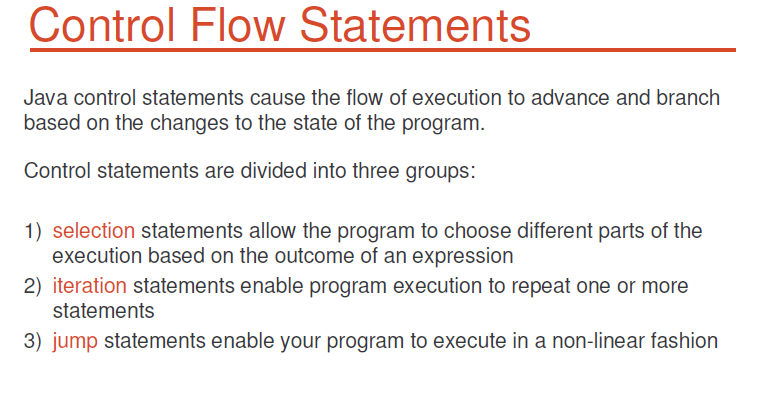 Control Flow Statements
Java control statements cause the flow of execution to advance and branch
based on the changes to the state of the program.
Control statements are divided into three groups:
1) selection statements allow the program to choose different parts of the
execution based on the outcome of an expression
2) iteration statements enable program execution to repeat one or more
statements
3) jump statements enable your program to execute in a non-linear fashion